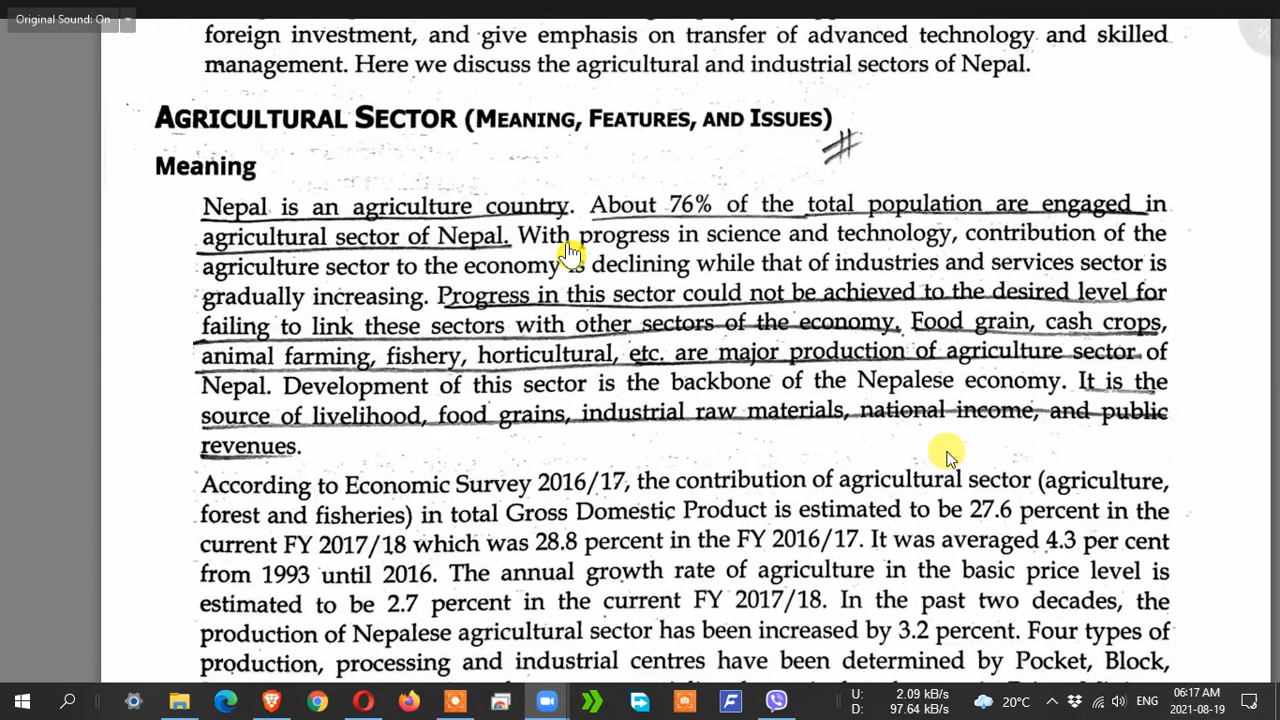 Original Sound: On
foreign investment, and give emphasis on transfer of advanced technology and skilled
management. Here we discuss the agricultural and industrial sectors of Nepal.
AGRICULTURAL SECTOR (MEANING, FEATURES, AND ISSUES)
#
Meaning
Nepal is an agriculture country. About 76% of the total population are engaged in
agricultural sector of Nepal. With progress in science and technology, contribution of the
agriculture sector to the economy is declining while that of industries and services sector is
gradually increasing. Progress in this sector could not be achieved to the desired level for
failing to link these sectors with other sectors of the economy. Food grain, cash crops,
animal farming, fishery, horticultural, etc. are major production of agriculture sector of
Nepal. Development of this sector is the backbone of the Nepalese economy. It is the
source of livelihood, food grains, industrial raw materials, national income, and public
revenues.
According to Economic Survey 2016/17, the contribution of agricultural sector (agriculture,
forest and fisheries) in total Gross Domestic Product is estimated to be 27.6 percent in the
current FY 2017/18 which was 28.8 percent in the FY 2016/17. It was averaged 4.3 per cent
from 1993 until 2016. The annual growth rate of agriculture in the basic price level is
estimated to be 2.7 percent in the current FY 2017/18. In the past two decades, the
production of Nepalese agricultural sector has been increased by 3.2 percent. Four types of
production, processing and industrial centres have been determined by Pocket, Block,
U: 2.09 kB/s
D: 97.64 kB/s
20°C
ENG
06:17 AM
2021-08-19